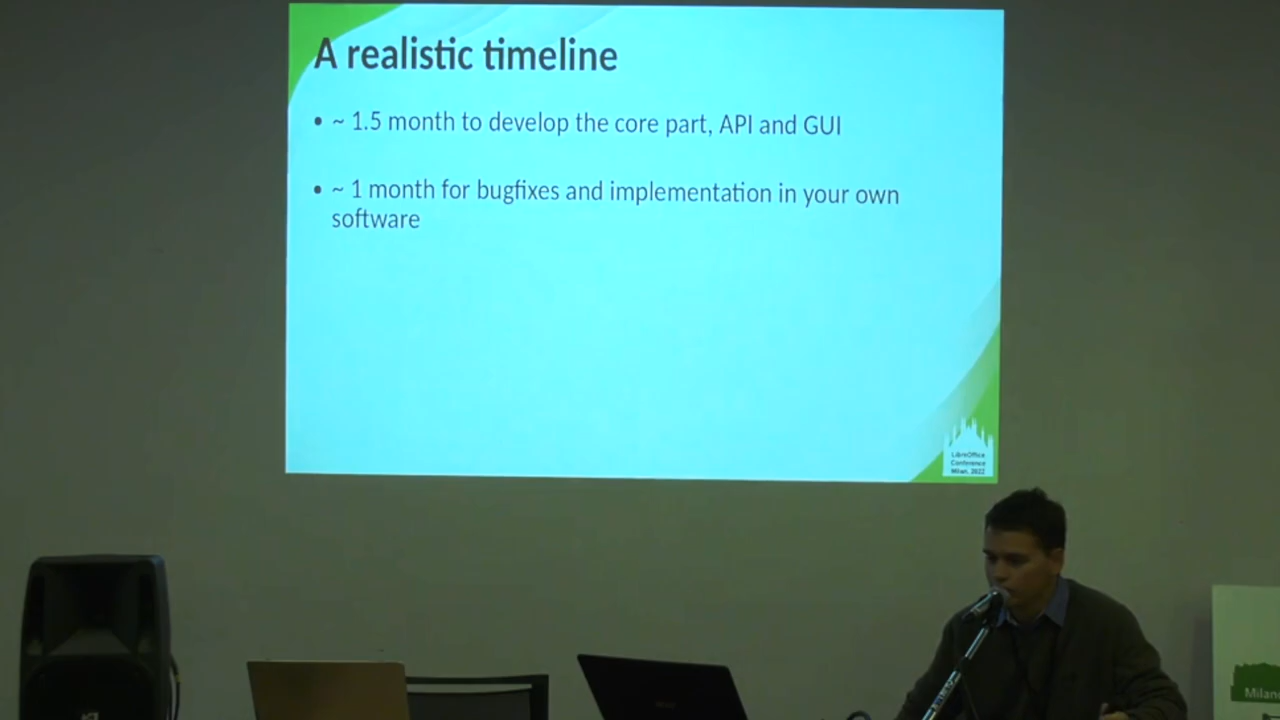 A realistic timeline
• ~ 1.5 month to develop the core part, API and GUI
• ~ 1 month for bugfixes and implementation in your own
software
LibreOffice
Conference
Milan, 2022
Milano